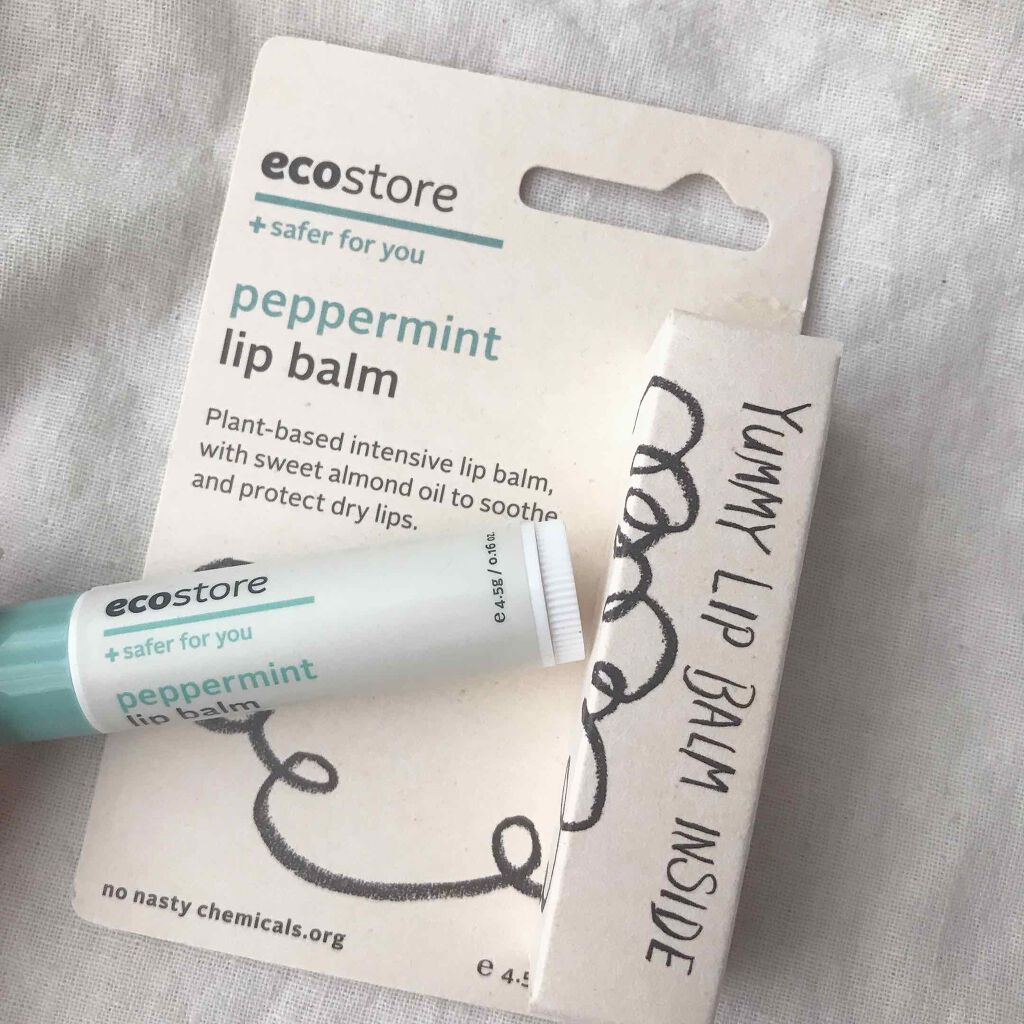 ecostore
+ safer for you
peppermint
lip balm
Plant-based intensive lip balm,
with sweet almond oil to soothe
and protect dry lips.
ecostore
+ safer for you
peppermint
lip balm
e 4.5g / 0.16 oz
no nasty chemicals.org
e 4.5
YUMMY LIP BALM INSIDE